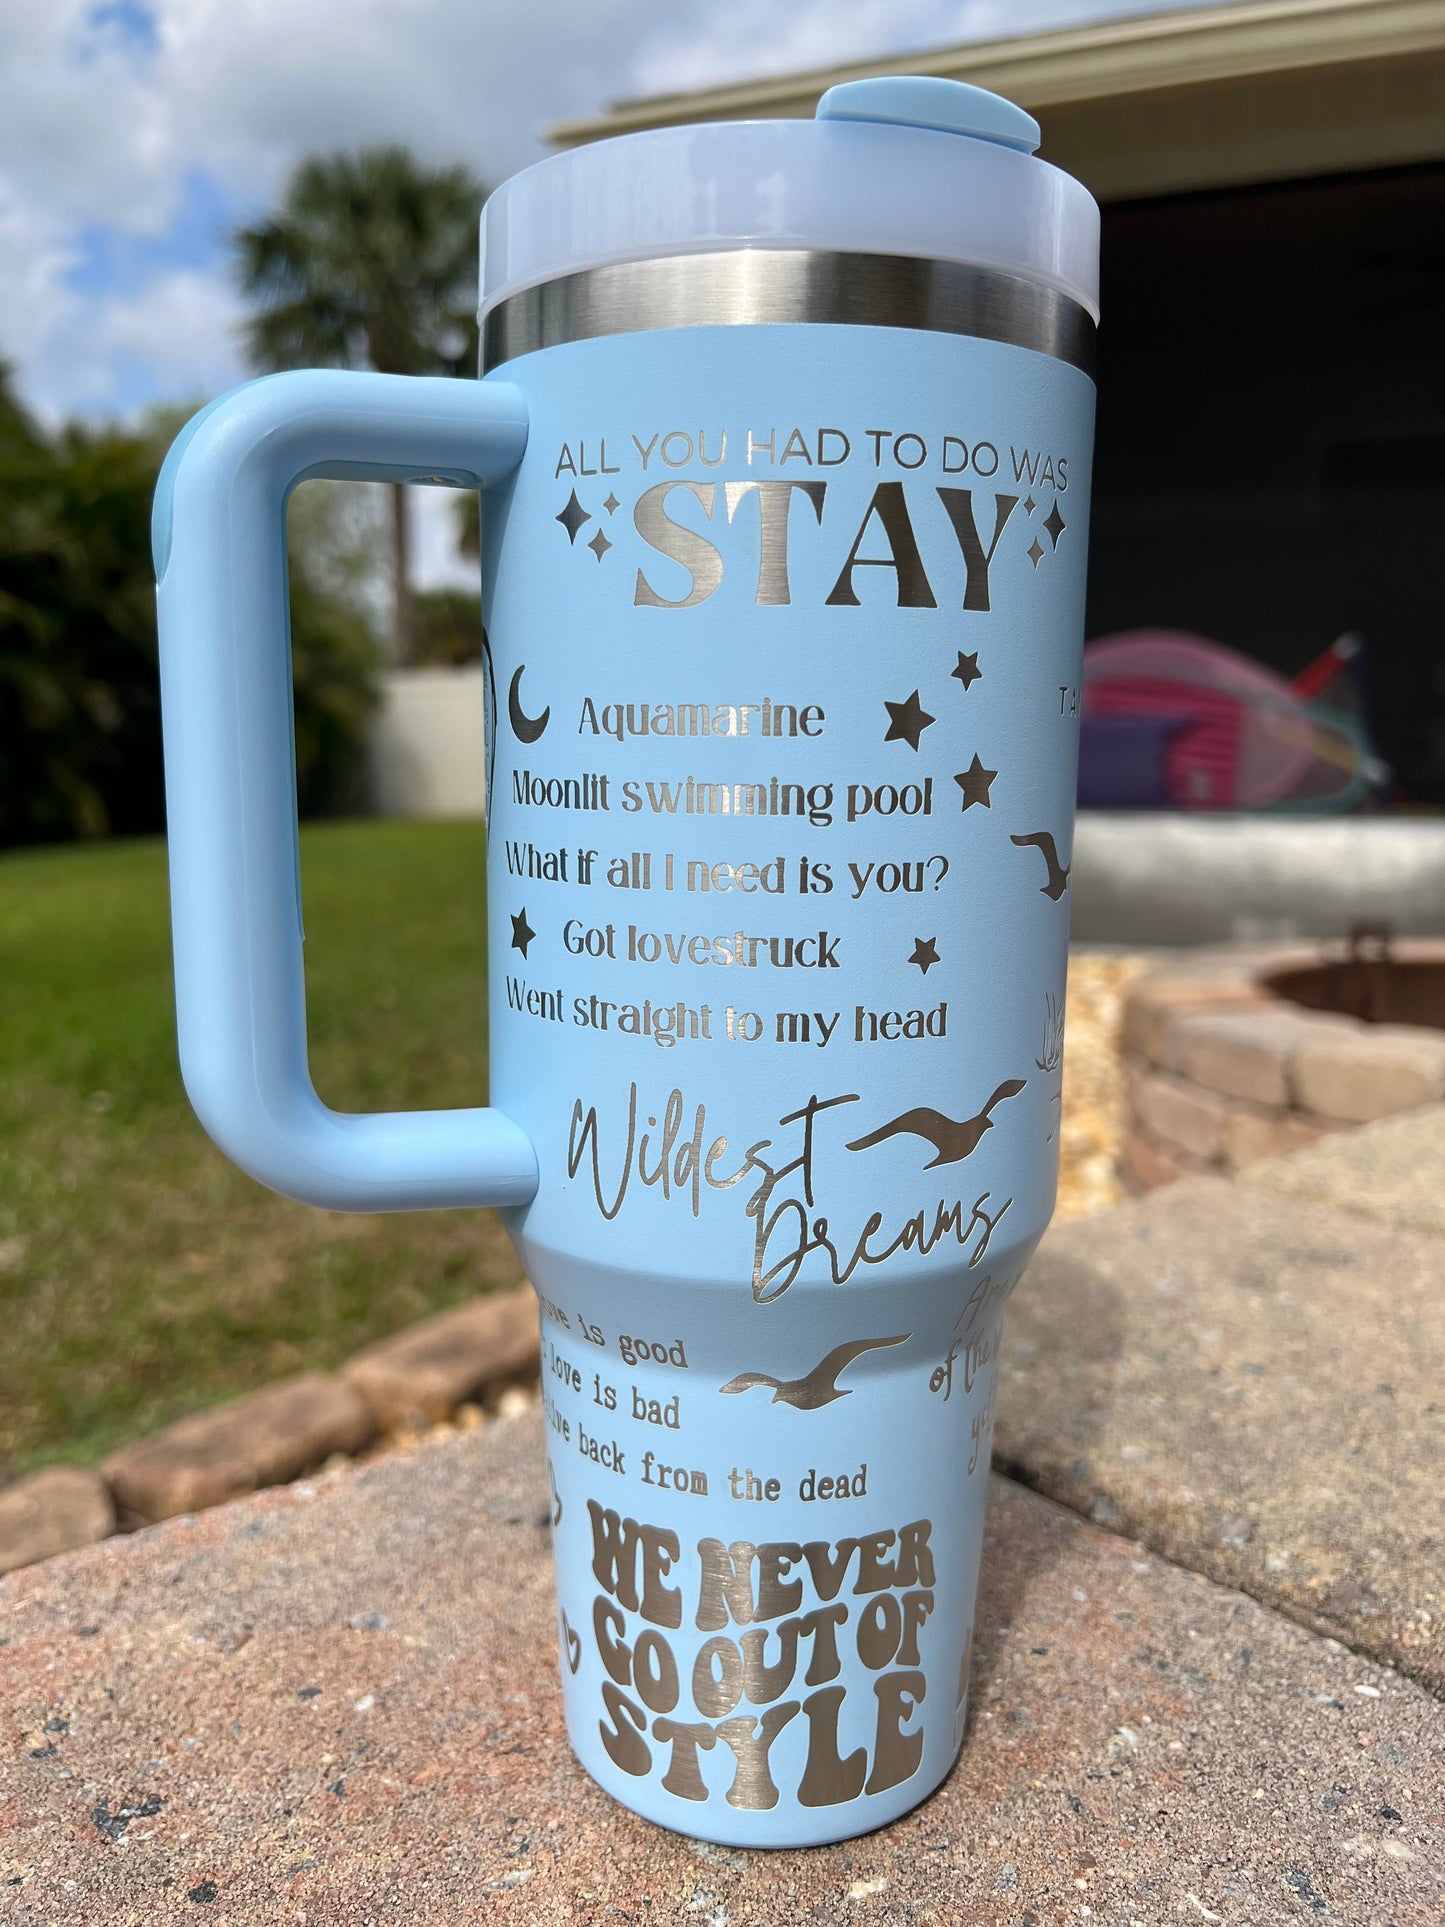 ALL YOU HAD TO DO WAS
STAY
Aquamarine
Moonlit swimming pool
What if all I need is you?
Got lovestruck
Went straight to my head
Wildest
Dreams
is good
love is bad
back from the dead
of the
WE NEVER
GO OUT OF
STYLE